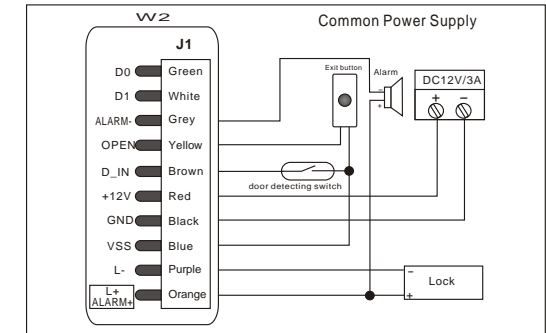 W2
Common Power Supply
J1
D0 Green
D1 White
ALARM- Grey
OPEN Yellow
D_IN Brown
+12V Red
GND Black
VSS Blue
L- Purple
L+
ALARM+ Orange
Exit button
Alarm
-
+
DC12V/3A
+ -
door detecting switch
-
Lock
+